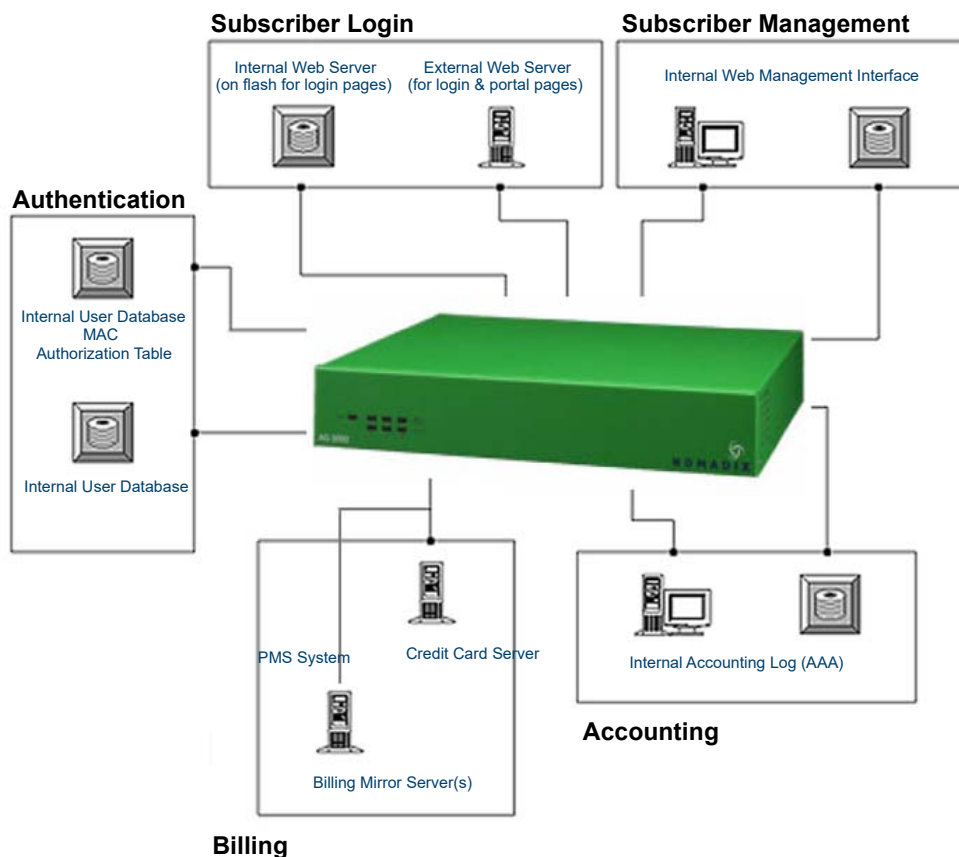 Subscriber Login
Subscriber Management
Internal Web Server
(on flash for login pages)
External Web Server
(for login & portal pages)
Internal Web Management Interface
Authentication
Internal User Database
MAC
Authorization Table
Internal User Database
NOMADIX
PMS System
Credit Card Server
Billing Mirror Server(s)
Internal Accounting Log (AAA)
Accounting
Billing